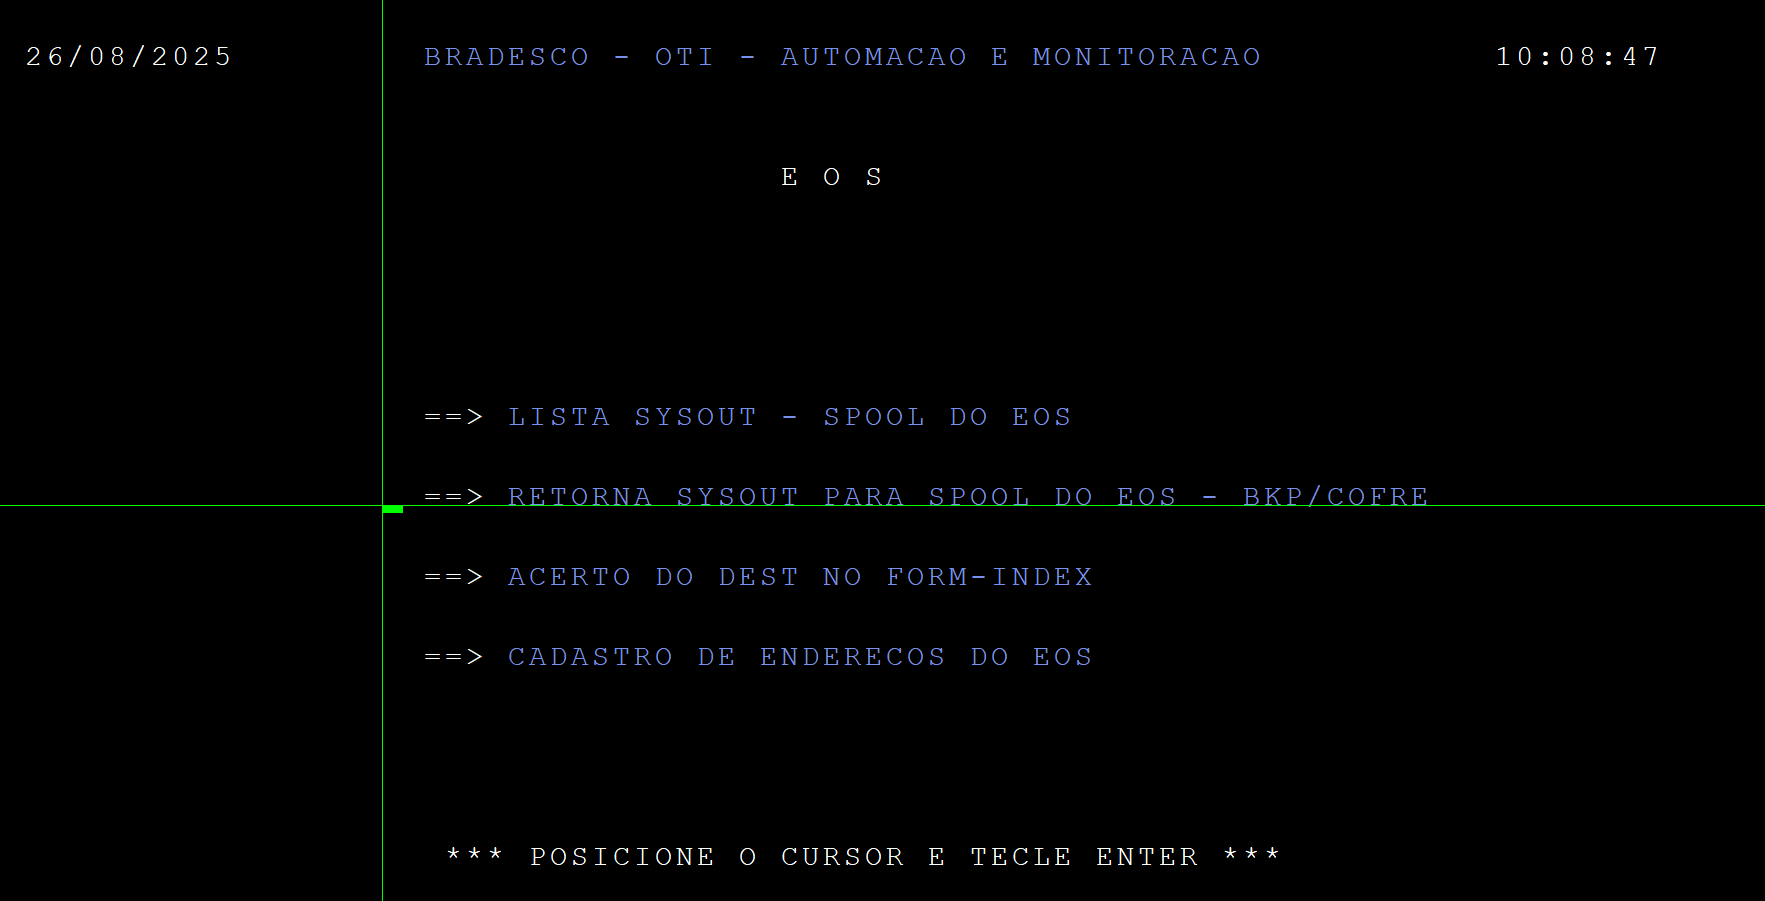 26/08/2025 BRADESCO - OTI - AUTOMACAO E MONITORACAO 10:08:47
E O S
==> LISTA SYSOUT - SPOOL DO EOS
==> RETORNA SYSOUT PARA SPOOL DO EOS - BKP/COFRE
==> ACERTO DO DEST NO FORM-INDEX
==> CADASTRO DE ENDERECOS DO EOS
*** POSICIONE O CURSOR E TECLE ENTER ***